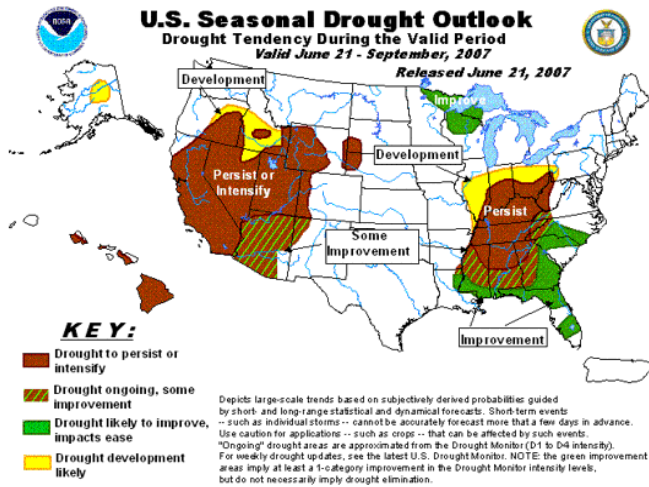 U.S. Seasonal Drought Outlook
Drought Tendency During the Valid Period
Valid June 21 - September, 2007
Released June 21, 2007
NOAA
Development
Improve
Development
Persist or
Intensify
Persist
Some
Improvement
Improvement
KEY:
Drought to persist or
intensify
Drought ongoing, some
improvement
Drought likely to improve,
impacts ease
Drought development
likely
Depicts large-scale trends based on subjectively derived probabilities guided
by short- and long-range statistical and dynamical forecasts. Short-term events
-- such as individual storms -- cannot be accurately forecast more that a few days in advance.
Use caution for applications -- such as crops -- that can be affected by such events.
"Ongoing" drought areas are approximated from the Drought Monitor (D1 to D4 intensity).
For weekly drought updates, see the latest U.S. Drought Monitor. NOTE: the green improvement
areas imply at least a 1-category improvement in the Drought Monitor intensity levels,
but do not necessarily imply drought elimination.